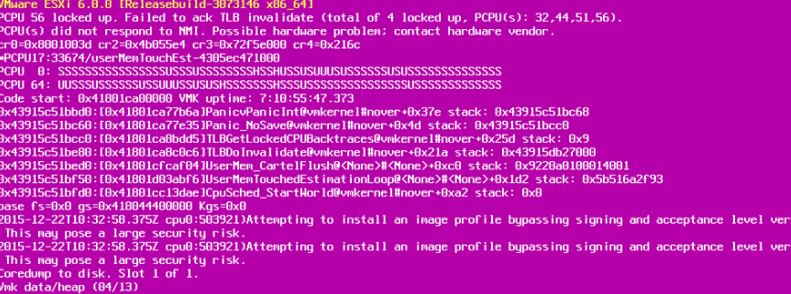 VMware ESXi 6.0.0 [Releasebuild-3073146 x86_64]
PCPU 56 locked up. Failed to ack TLB invalidate (total of 4 locked up, PCPU(s): 32,44,51,56).
PCPU(s) did not respond to NMI. Possible hardware problem; contact hardware vendor.
cr0=0x8001003d cr2=0x4b055e4 cr3=0x72f5e000 cr4=0x216c
*PCPU17:33674/userMemTouchEst-4305ec471000
PCPU  0: SSSSSSSSSSSSSSSSUSSSUSSSSSSSSSHSSHUSSUSUUUSUSSSSSSUSUSSSSSSSSSSSSSSS
PCPU 64: UUSSSUSSSSSSUSSSUUSSUSUSUSHSSSSSSSHSSSHSSSSSSSSUSSSSSSSSSSSSSSSS
Code start: 0x41801ca00000 VMK uptime: 7:10:55:47.373
0x43915c51bbd0:[0x41801ca77b6a]PanicvPanicInt@vmkernel#nover+0x37e stack: 0x43915c51bc68
0x43915c51bc60:[0x41801ca77e35]Panic_NoSave@vmkernel#nover+0x4d stack: 0x43915c51bcc0
0x43915c51bcc0:[0x41801ca8bdd5]TLBGetLockedCPUBacktraces@vmkernel#nover+0x25d stack: 0x9
0x43915c51be80:[0x41801ca8c0c6]TLBDoInvalidate@vmkernel#nover+0x21a stack: 0x43915db27000
0x43915c51bed0:[0x41801cfcaf04]UserMem_CartelFlush@<None>#<None>+0xc0 stack: 0x9220a0100014001
0x43915c51bf50:[0x41801d03abf6]UserMemTouchedEstimationLoop@<None>#<None>+0x1d2 stack: 0x5b516a2f93
0x43915c51bfd0:[0x41801cc13dae]CpuSched_StartWorld@vmkernel#nover+0xa2 stack: 0x0
base fs=0x0 gs=0x418044400000 Kgs=0x0
2015-12-22T10:32:58.375Z cpu0:503921)Attempting to install an image profile bypassing signing and acceptance level ver
This may pose a large security risk.
2015-12-22T10:32:58.375Z cpu0:503921)Attempting to install an image profile bypassing signing and acceptance level ver
This may pose a large security risk.
Coredump to disk. Slot 1 of 1.
Vmk data/heap (04/13)